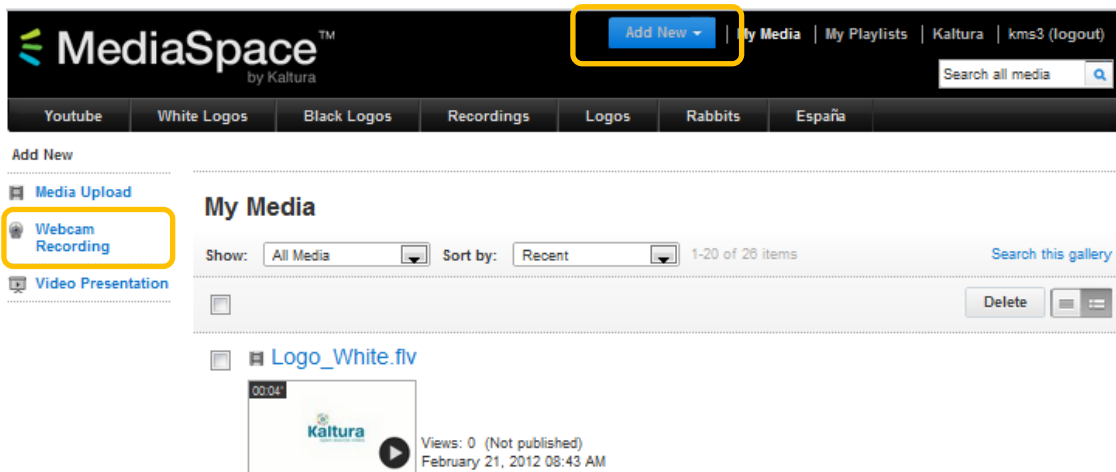 MediaSpace™
by Kaltura
Add New | My Media | My Playlists | Kaltura | kms3 (logout)
Search all media
Youtube White Logos Black Logos Recordings Logos Rabbits España
Add New
Media Upload
Webcam
Recording
Video Presentation
My Media
Show: All Media Sort by: Recent 1-20 of 26 items Search this gallery
Delete
Logo_White.flv
00:04"
Kaltura
Views: 0 (Not published)
February 21, 2012 08:43 AM